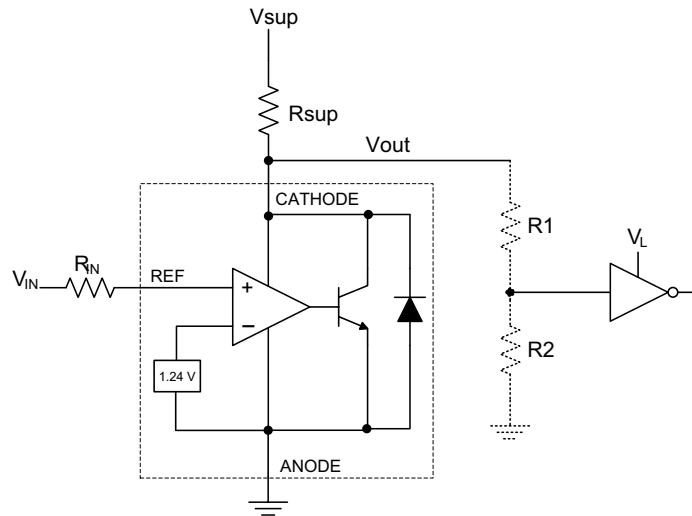 Vsup
Rsup
Vout
CATHODE
R1
RIN
VIN
REF
VL
+
–
R2
1.24 V
ANODE